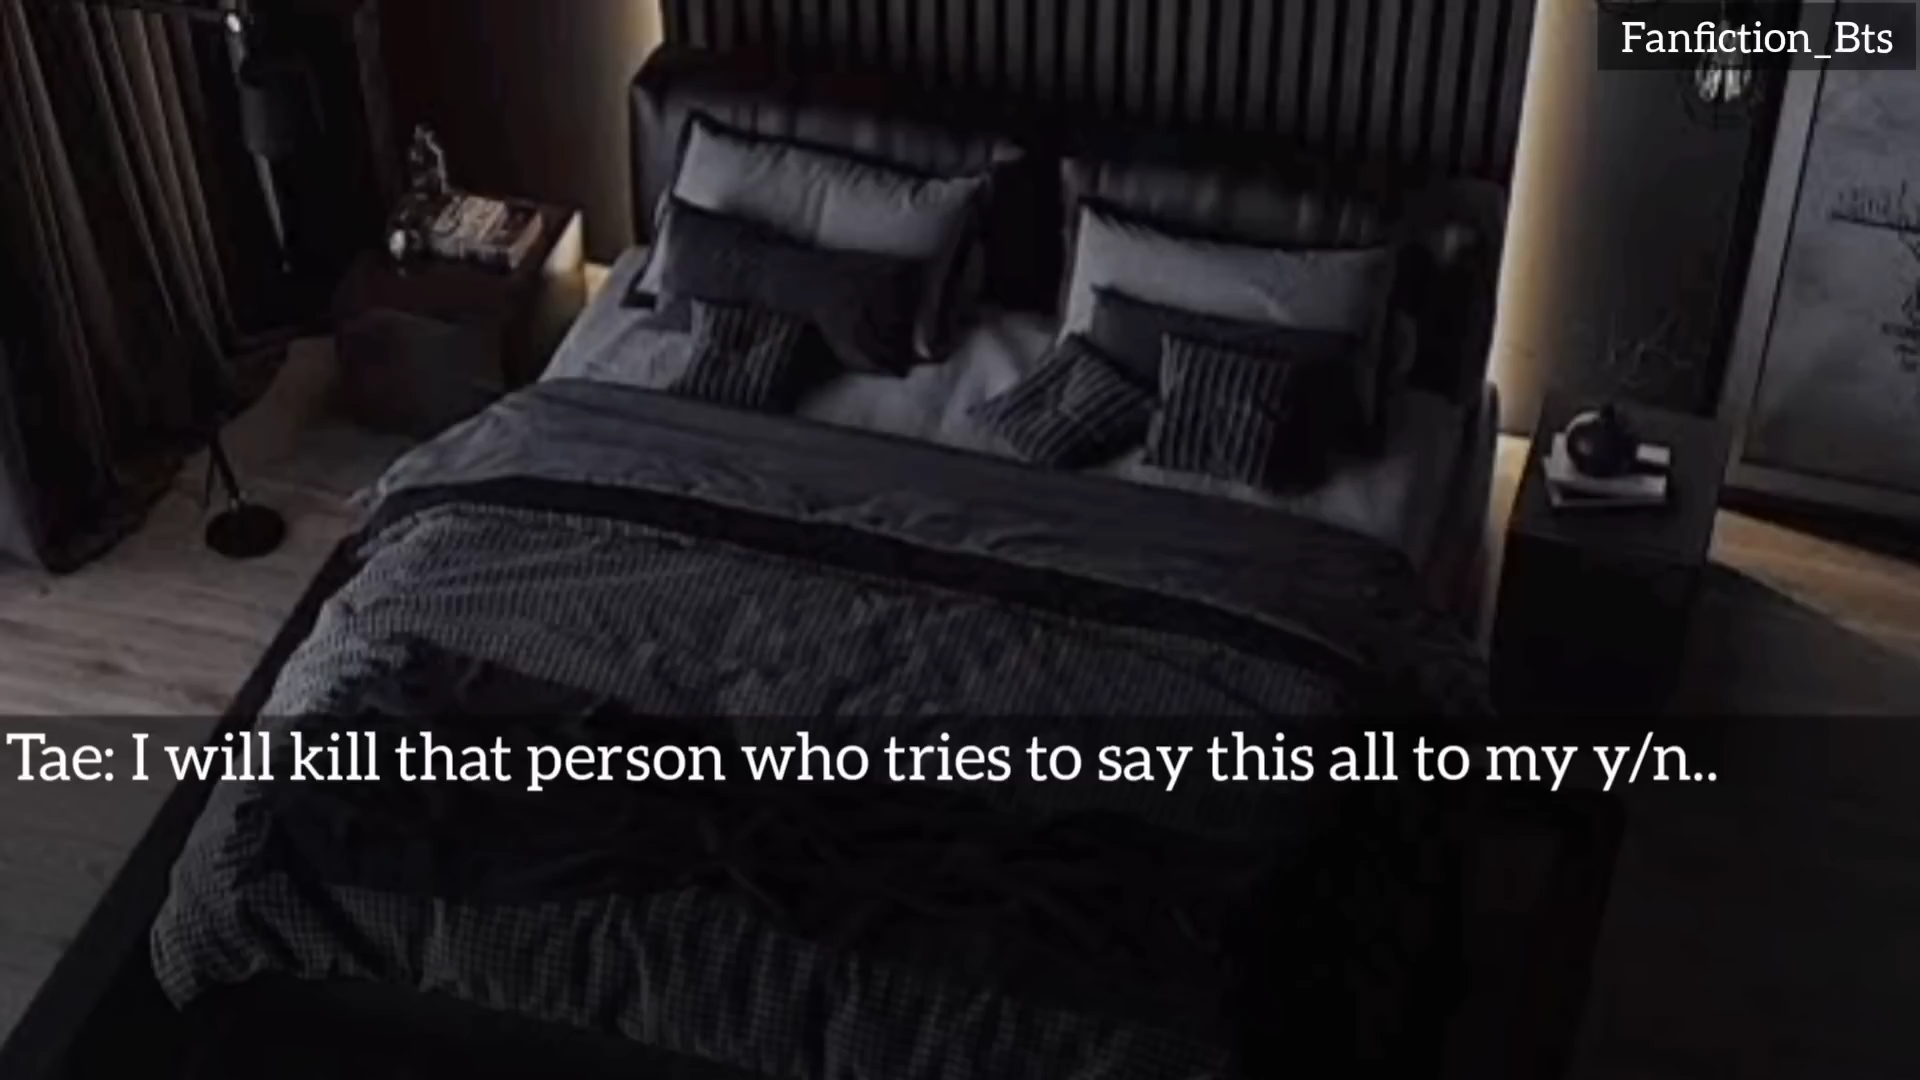 Fanfiction_Bts
Tae: I will kill that person who tries to say this all to my y/n..